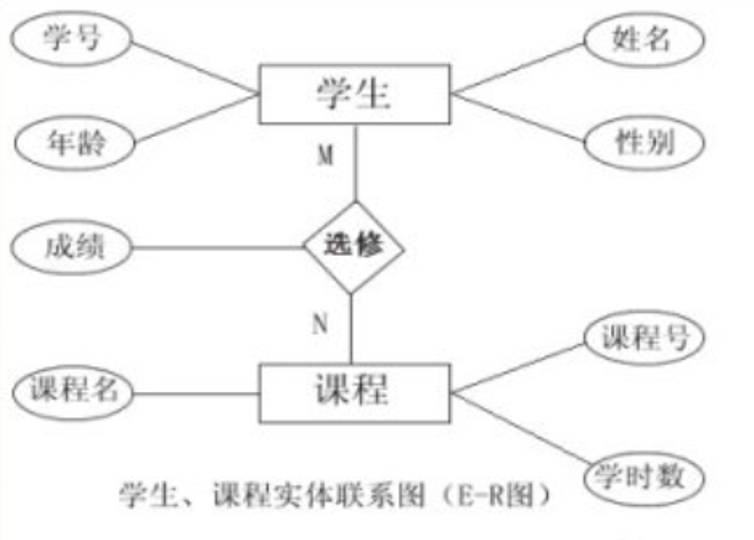 学号
姓名
学生
年龄
性别
M
成绩
选修
N
课程号
课程名
课程
学时数
学生、课程实体联系图（E-R图）